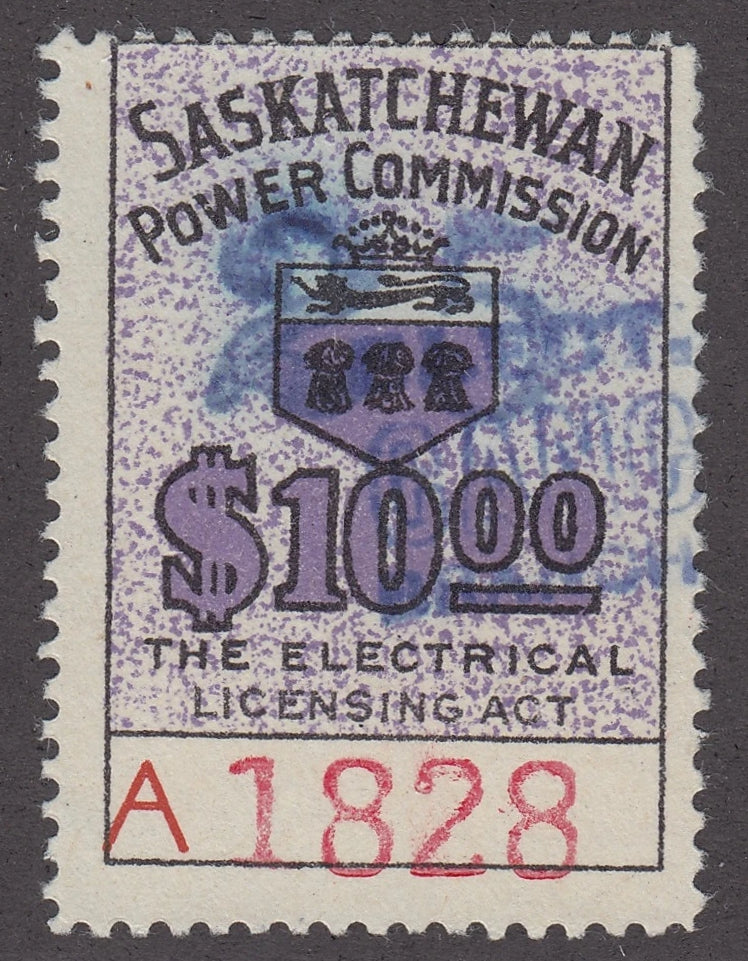 SASKATCHEWAN
POWER COMMISSION
$10.00
THE ELECTRICAL
LICENSING ACT
A 1828